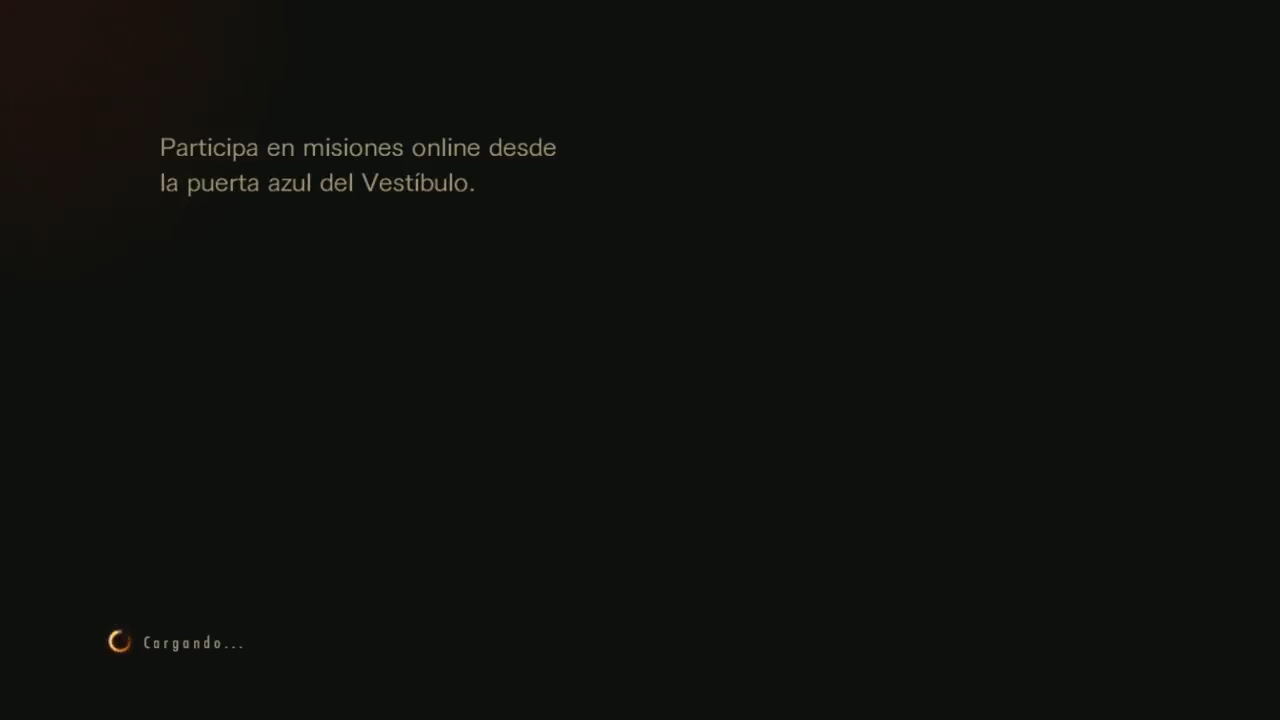 Participa en misiones online desde
la puerta azul del Vestíbulo.
Cargando...